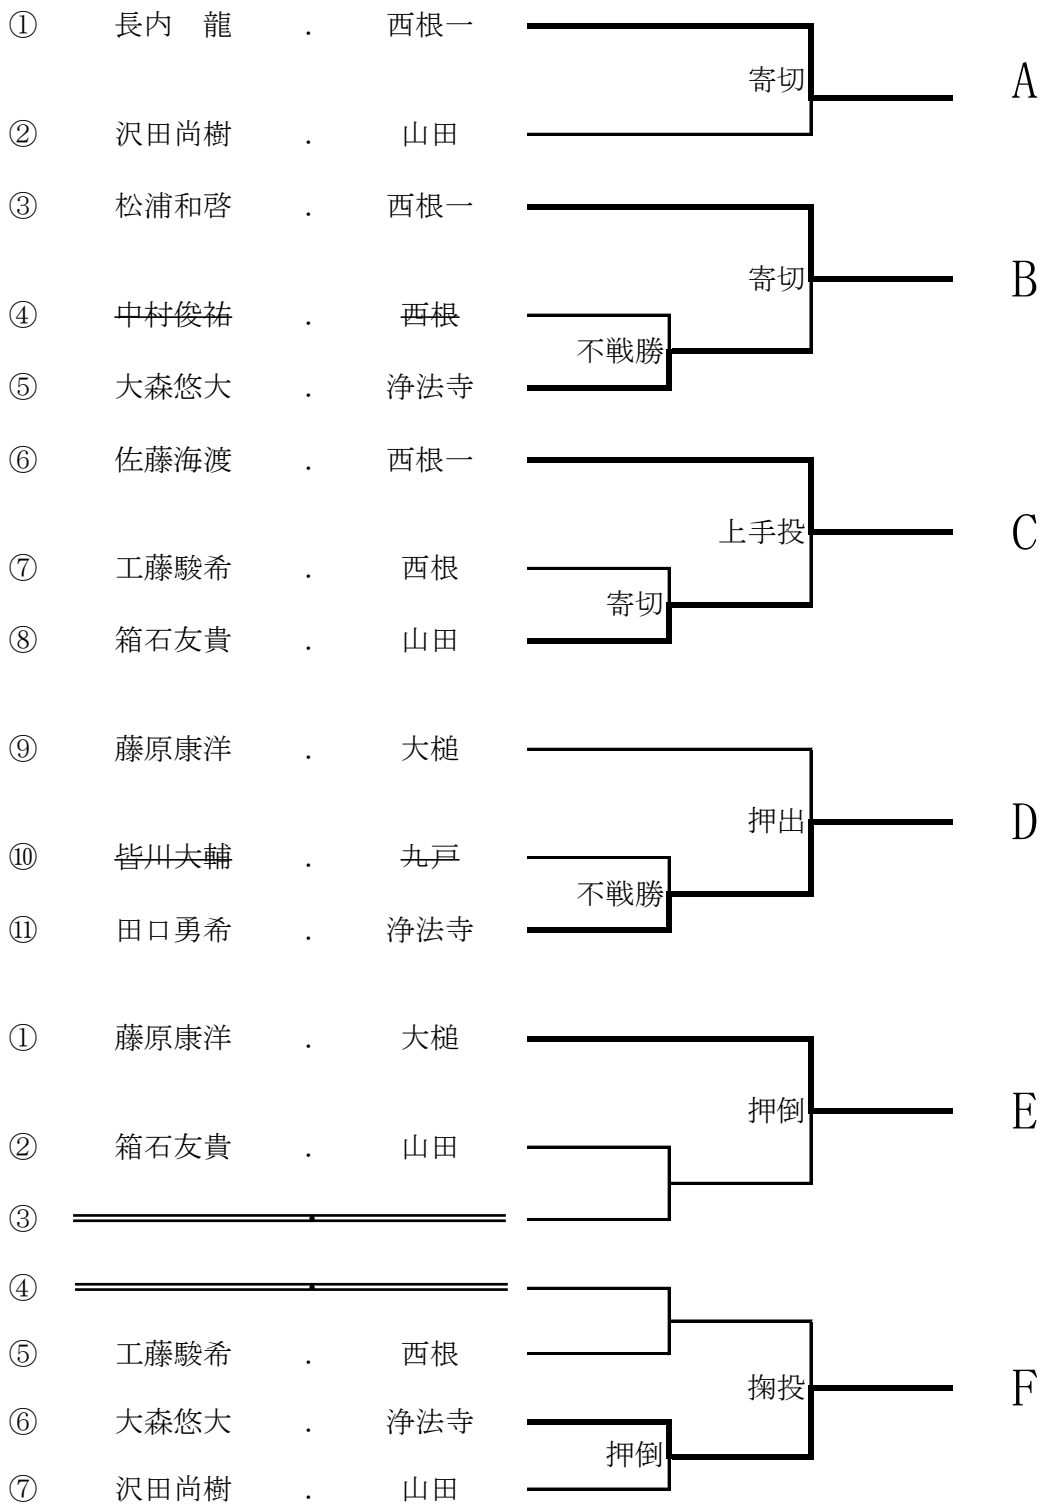 ① 長内　龍 . 西根一
寄切 A
② 沢田尚樹 . 山田
③ 松浦和啓 . 西根一
寄切 B
④ 中村俊祐 . 西根
不戦勝
⑤ 大森悠大 . 浄法寺
⑥ 佐藤海渡 . 西根一
上手投 C
⑦ 工藤駿希 . 西根
寄切
⑧ 箱石友貴 . 山田
⑨ 藤原康洋 . 大槌
押出 D
⑩ 皆川大輔 . 九戸
不戦勝
⑪ 田口勇希 . 浄法寺
① 藤原康洋 . 大槌
押倒 E
② 箱石友貴 . 山田
③ .
④ .
⑤ 工藤駿希 . 西根
掬投 F
⑥ 大森悠大 . 浄法寺
押倒
⑦ 沢田尚樹 . 山田